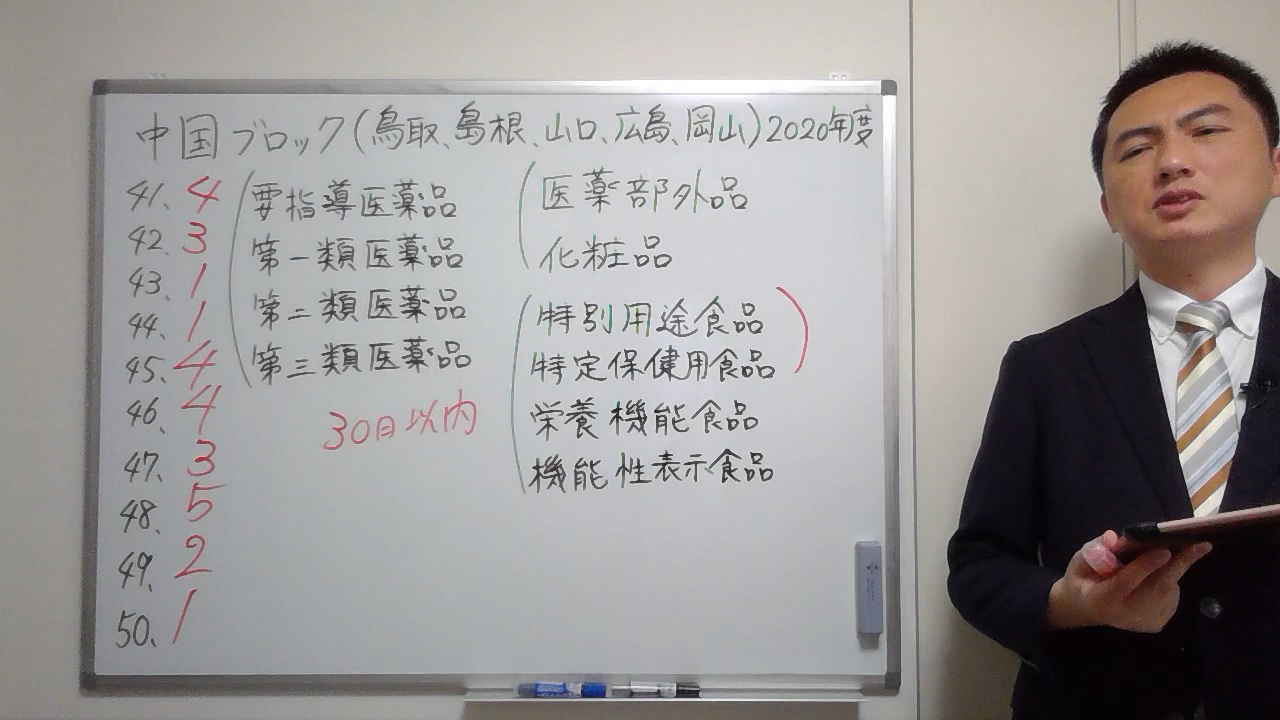 中国ブロック(鳥取、島根、山口、広島、岡山)2020年度
41、4
42、3
43、1
44、1
45、4
46、4
47、3
48、5
49、2
50、1
要指導医薬品
第一類医薬品
第二類医薬品
第三類医薬品
30日以内
医薬部外品
化粧品
特別用途食品
特定保健用食品
栄養機能食品
機能性表示食品